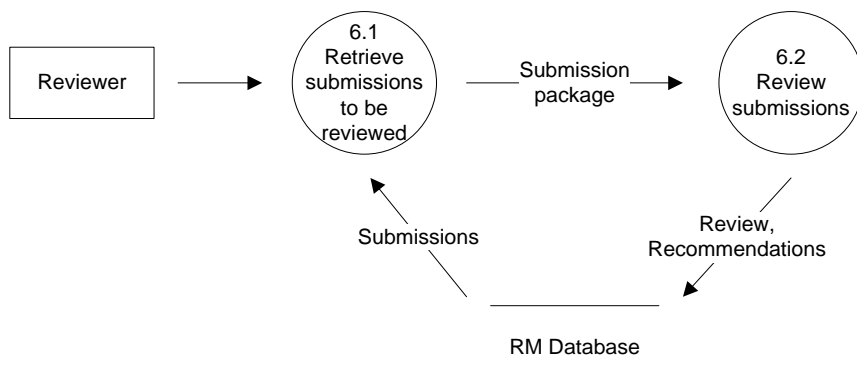 Reviewer
6.1
Retrieve
submissions
to be
reviewed
Submission
package
6.2
Review
submissions
Submissions
Review,
Recommendations
RM Database